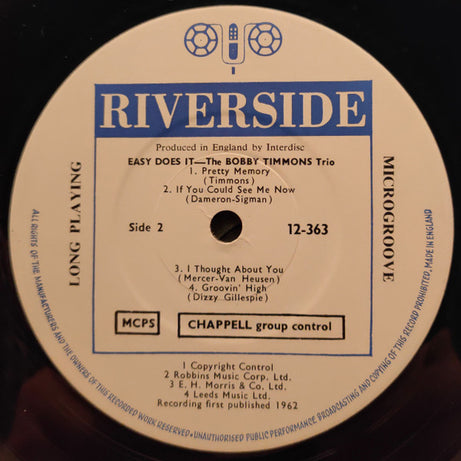 RIVERSIDE
Produced in England by Interdisc
EASY DOES IT—The BOBBY TIMMONS Trio
1. Pretty Memory
(Timmons)
2. If You Could See Me Now
(Dameron-Sigman)
LONG PLAYING
Side 2
12-363
MICROGROOVE
3. I Thought About You
(Mercer-Van Heusen)
4. Groovin' High
(Dizzy Gillespie)
MCPS
CHAPPELL group control
1 Copyright Control
2 Robbins Music Corp. Ltd.
3 E. H. Morris & Co. Ltd.
4 Leeds Music Ltd.
Recording first published 1962
ALL RIGHTS OF THE MANUFACTURERS AND THE OWNERS OF THIS RECORDED WORK RESERVED • UNAUTHORISED PUBLIC PERFORMANCE BROADCASTING AND COPYING OF THIS RECORD PROHIBITED, MADE IN ENGLAND